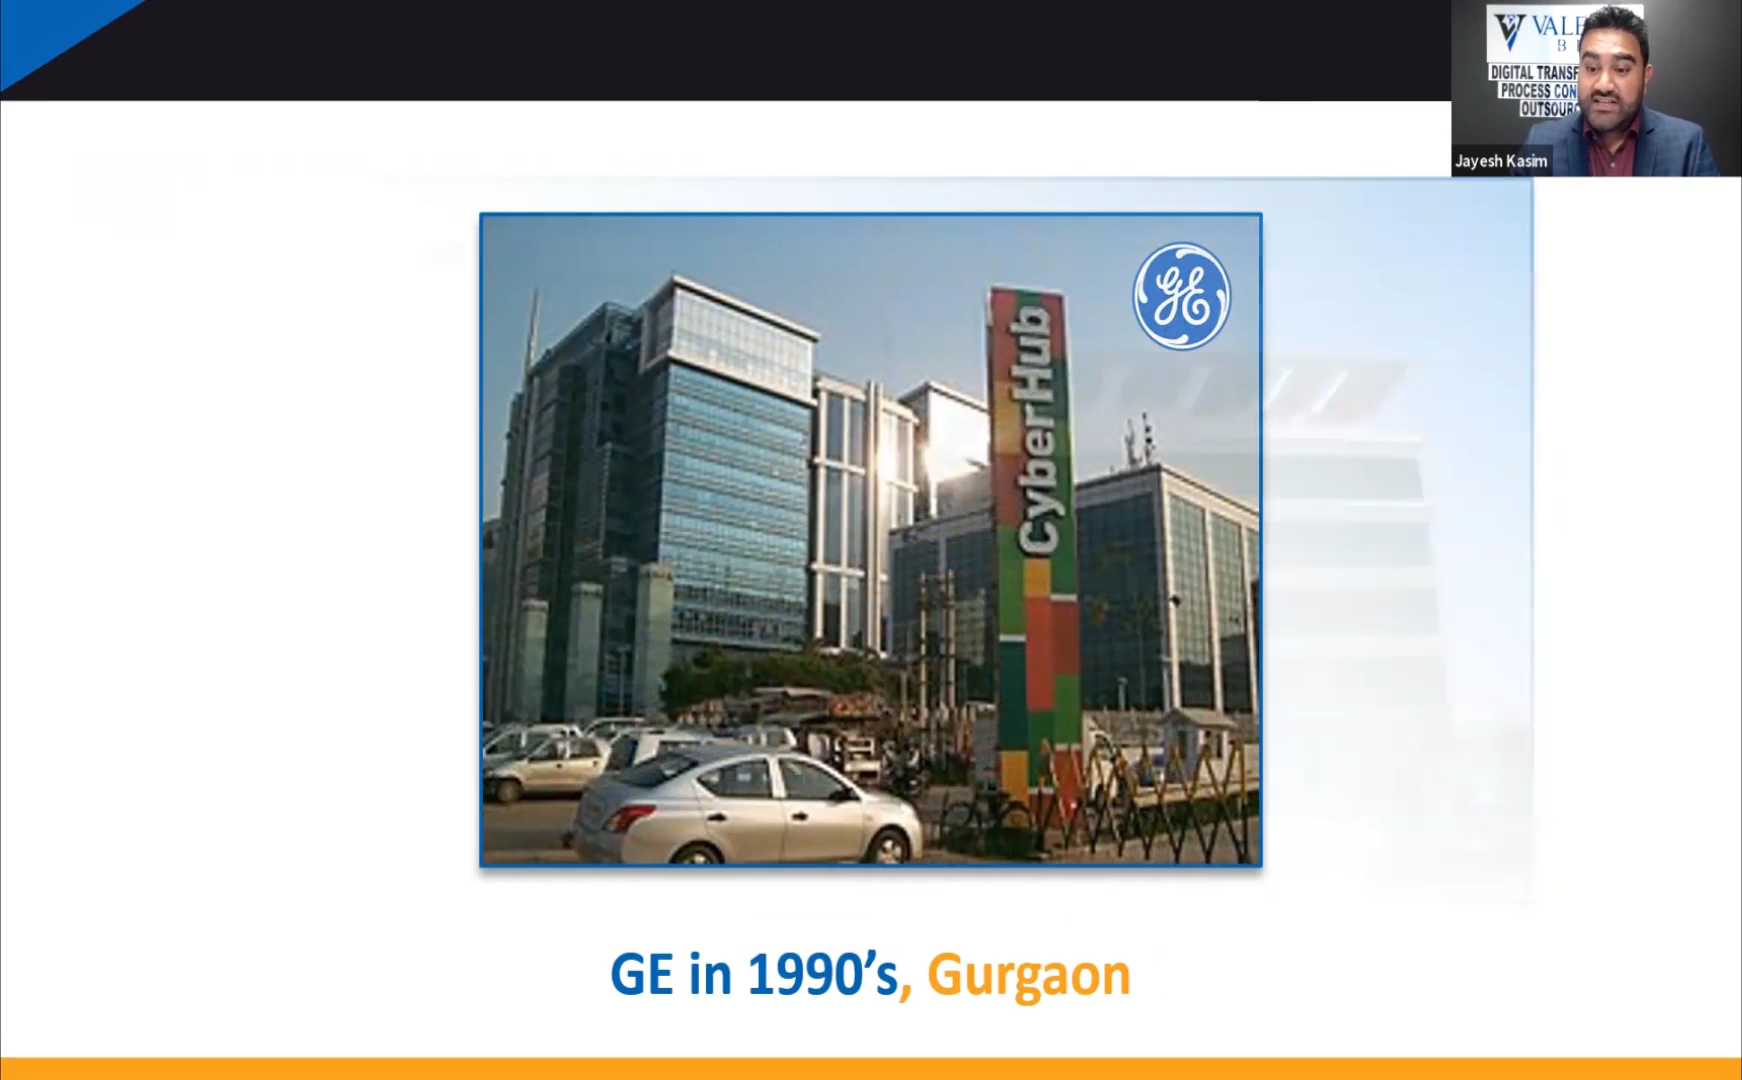 VALE
B
DIGITAL TRANSF
PROCESS CON
OUTSOURC
Jayesh Kasim
GE
CyberHub
GE in 1990’s, Gurgaon